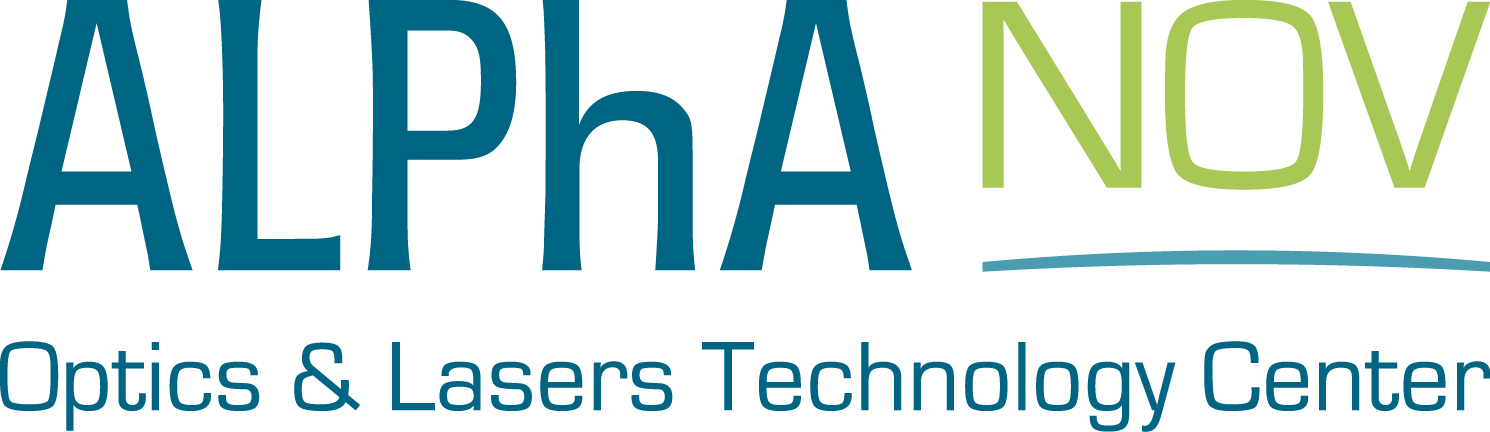 ALPhA NOV
Optics & Lasers Technology Center